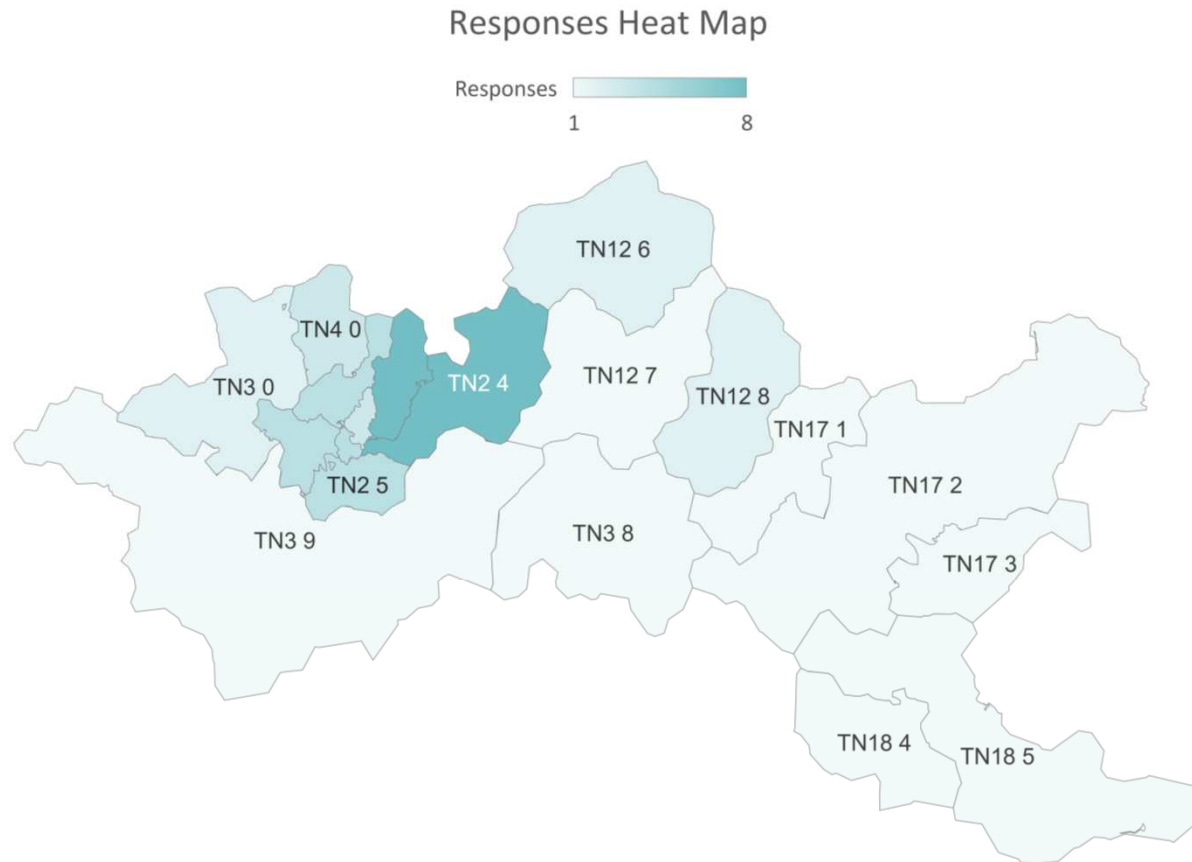 Responses Heat Map
Responses
1 8
TN12 6
TN4 0
TN3 0
TN2 4
TN12 7
TN12 8
TN17 1
TN2 5
TN17 2
TN3 9
TN3 8
TN17 3
TN18 4
TN18 5